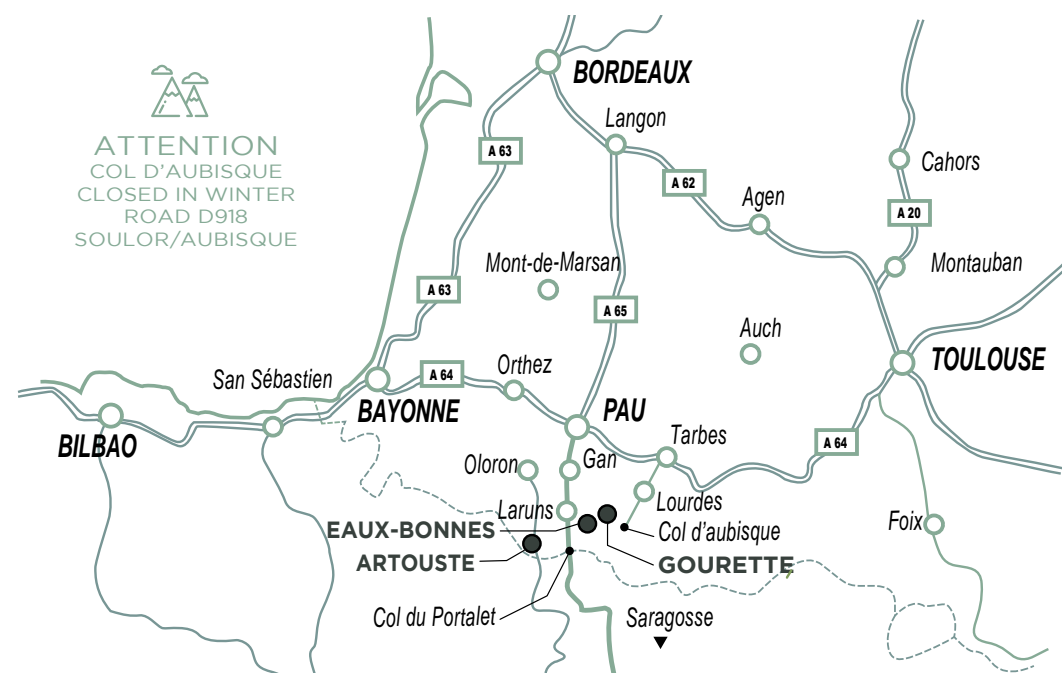 ATTENTION
COL D'AUBISQUE
CLOSED IN WINTER
ROAD D918
SOULOR/AUBISQUE
BORDEAUX
Langon
A 63
A 62
Cahors
Agen
A 20
Mont-de-Marsan
Montauban
A 63
A 65
Auch
San Sébastien
A 64
Orthez
TOULOUSE
BAYONNE
PAU
BILBAO
Tarbes
A 64
Oloron
Gan
Laruns
Lourdes
EAUX-BONNES
Col d'aubisque
Foix
ARTOUSTE
GOURETTE
Col du Portalet
Saragosse